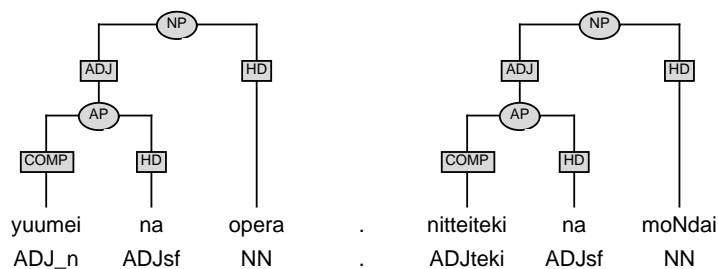 NP NP
ADJ HD ADJ HD
AP AP
COMP HD COMP HD
yuumei na opera . nitteiteki na moNdai
ADJ_n ADJsf NN . ADJteki ADJsf NN